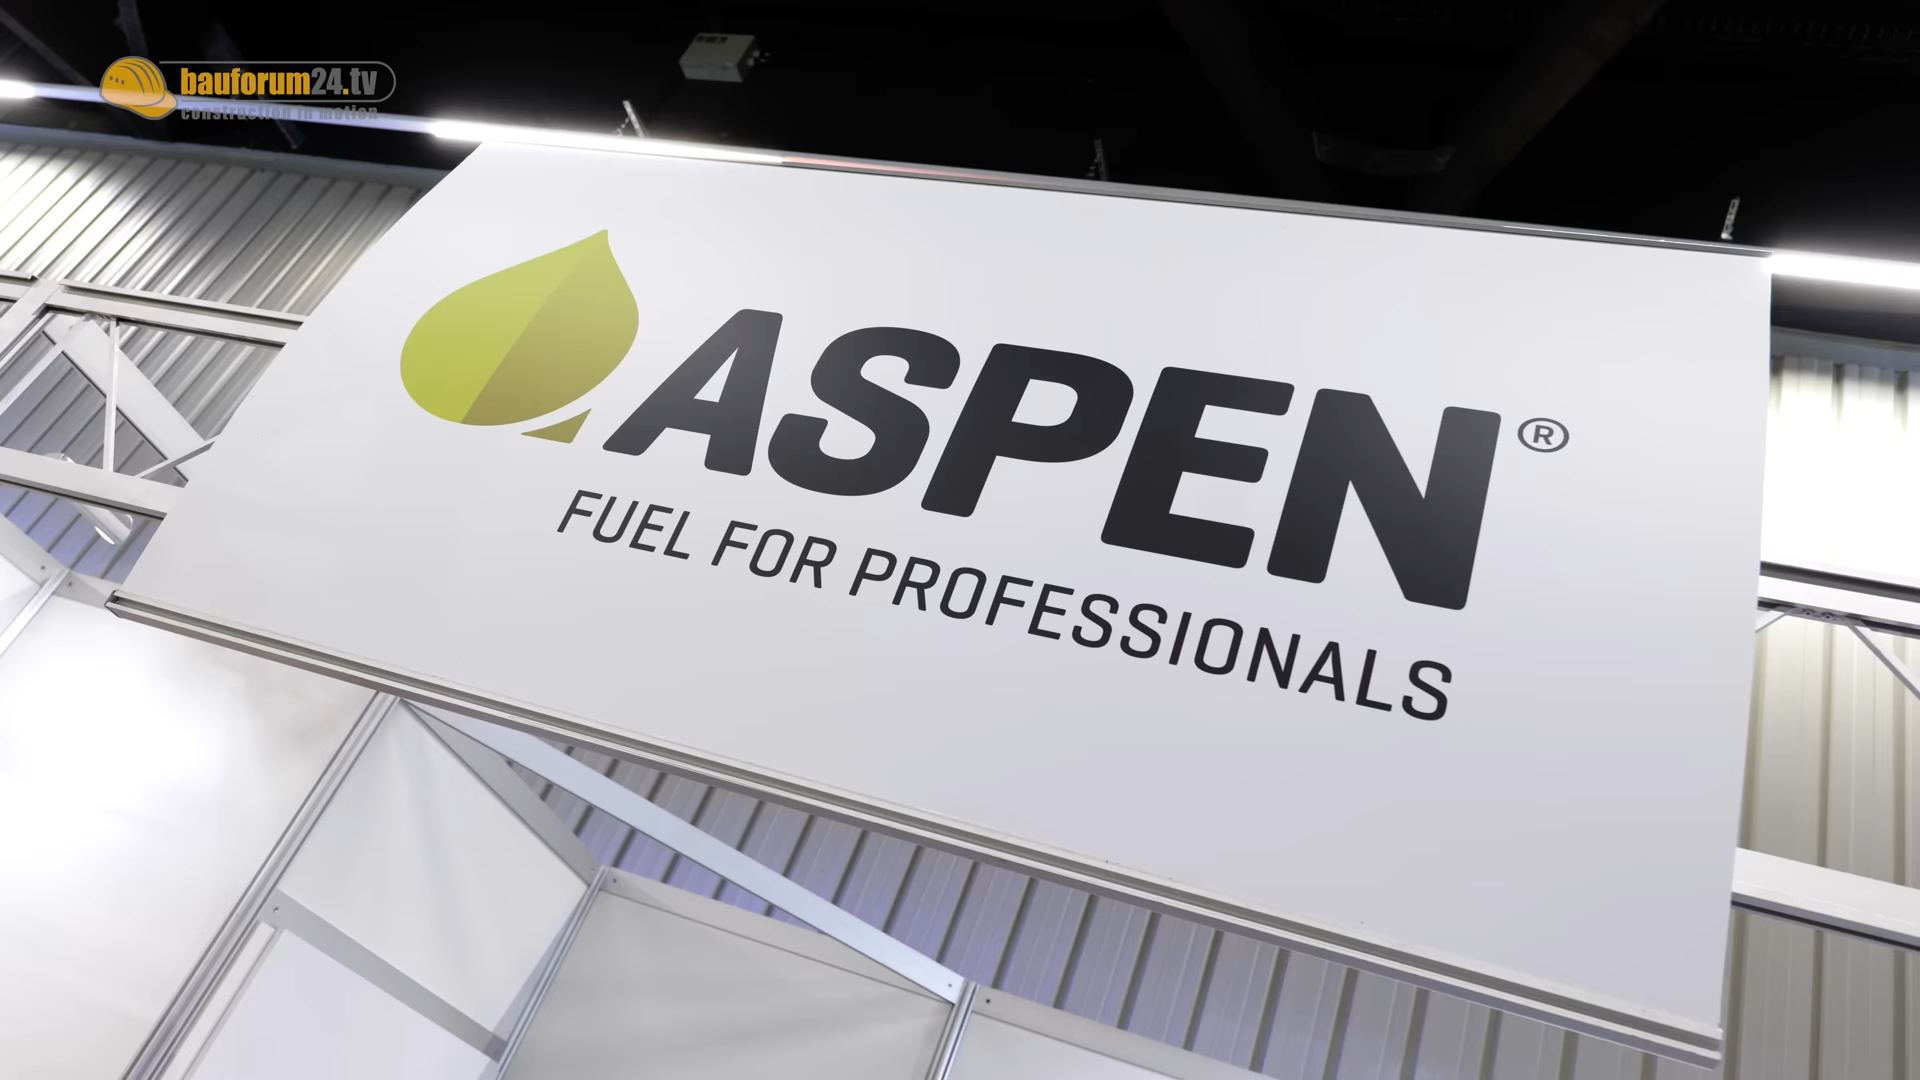 bauforum24.tv
construction in motion
ASPEN®
FUEL FOR PROFESSIONALS